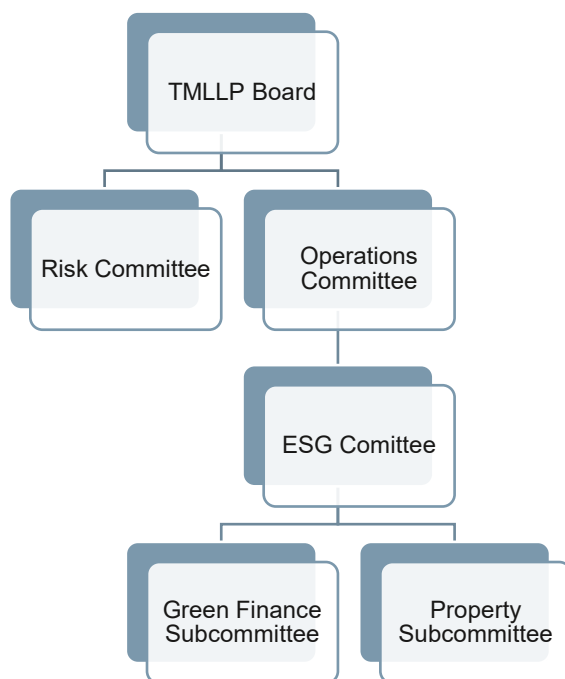 TMLLP Board
Risk Committee
Operations
Committee
ESG Comittee
Green Finance
Subcommittee
Property
Subcommittee